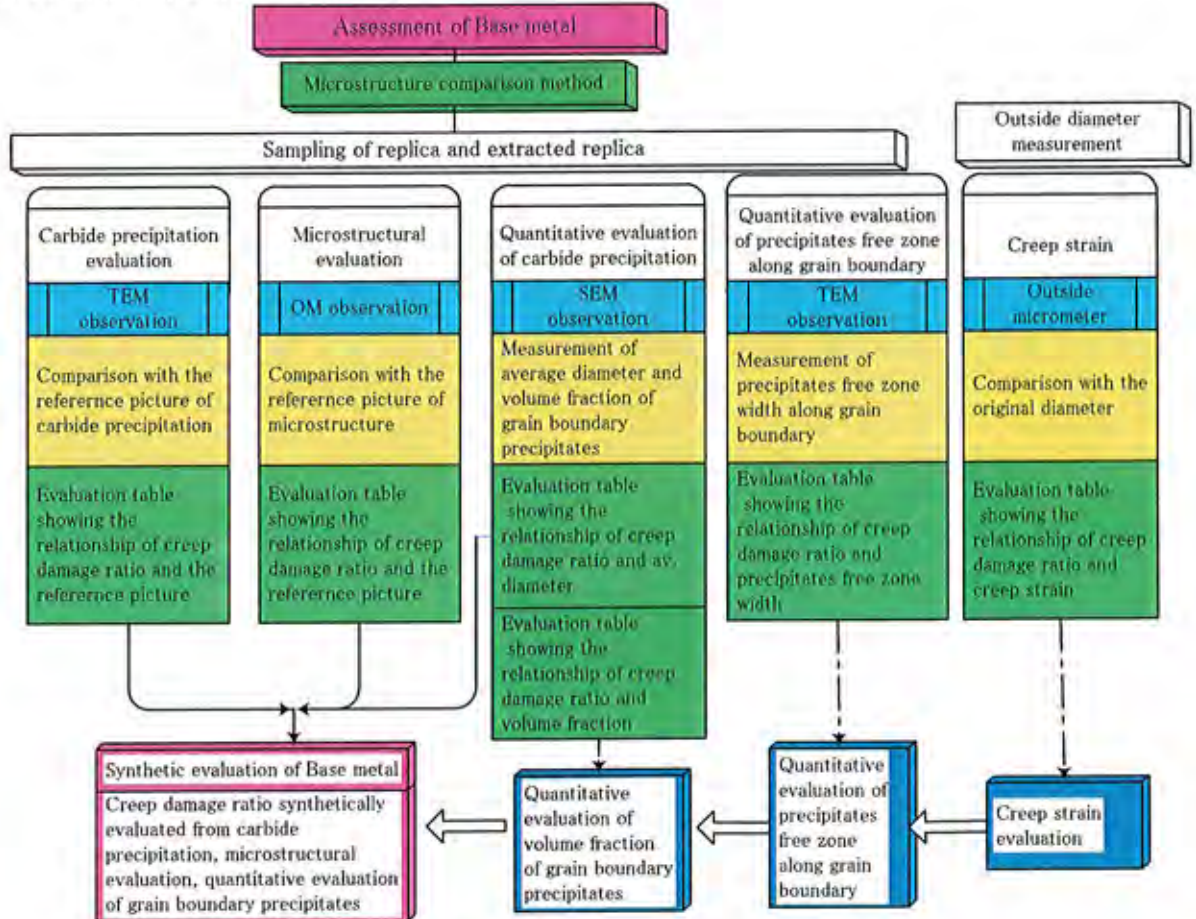 Assessment of Base metal
Microstructure comparison method
Sampling of replica and extracted replica
Outside diameter
measurement
Carbide precipitation
evaluation
TEM
observation
Comparison with the
referernce picture of
carbide precipitation
Evaluation table
showing the
relationship of creep
damage ratio and the
referernce picture
Microstructural
evaluation
OM observation
Comparison with the
referernce picture of
microstructure
Evaluation table
showing the
relationship of creep
damage ratio and the
referernce picture
Quantitative evaluation
of carbide precipitation
SEM
observation
Measurement of
average diameter and
volume fraction of
grain boundary
precipitates
Evaluation table
showing the
relationship of creep
damage ratio and av.
diameter
Evaluation table
showing the
relationship of creep
damage ratio and
volume fraction
Quantitative evaluation
of precipitates free zone
along grain boundary
TEM
observation
Measurement of
precipitates free zone
width along grain
boundary
Evaluation table
showing the
relationship of creep
damage ratio and
precipitates free zone
width
Creep strain
Outside
micrometer
Comparison with the
original diameter
Evaluation table
showing the
relationship of creep
damage ratio and
creep strain
Synthetic evaluation of Base metal
Creep damage ratio synthetically
evaluated from carbide
precipitation, microstructural
evaluation, quantitative evaluation
of grain boundary precipitates
Quantitative
evaluation of
volume fraction
of grain boundary
precipitates
Quantitative
evaluation of
precipitates
free zone
along grain
boundary
Creep strain
evaluation